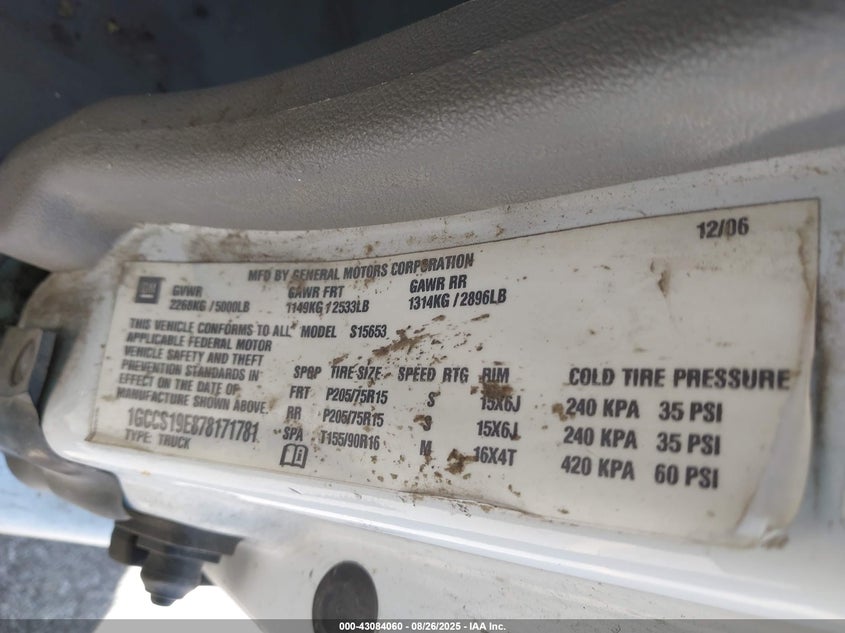 12/06
MFD BY GENERAL MOTORS CORPORATION
GM
GVWR GAWR FRT GAWR RR
2268KG / 5000LB 1149KG / 2533LB 1314KG / 2896LB
THIS VEHICLE CONFORMS TO ALL MODEL S15653
APPLICABLE FEDERAL MOTOR
VEHICLE SAFETY AND THEFT
PREVENTION STANDARDS IN
EFFECT ON THE DATE OF
MANUFACTURE SHOWN ABOVE.
1GCCS19E878171781
TYPE: TRUCK
SPGP TIRE SIZE SPEED RTG RIM COLD TIRE PRESSURE
FRT P205/75R15 S 15X6J 240 KPA 35 PSI
RR P205/75R15 S 15X6J 240 KPA 35 PSI
SPA T155/90R16 M 16X4T 420 KPA 60 PSI
000-43084060 - 08/26/2025 - IAA Inc.